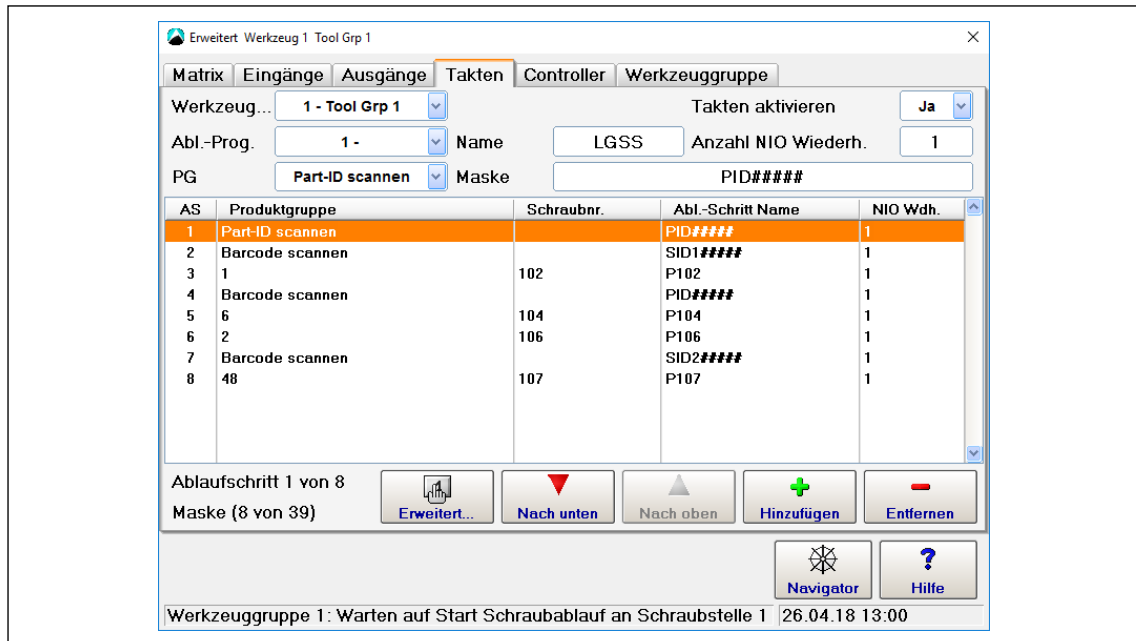 Erweitert Werkzeug 1 Tool Grp 1
Matrix Eingänge Ausgänge Takten Controller Werkzeuggruppe
Werkzeug... 1 - Tool Grp 1 Takten aktivieren Ja
Abl.-Prog. 1 - Name LGSS Anzahl NIO Wiederh. 1
PG Part-ID scannen Maske PID#####
AS Produktgruppe Schraubnr. Abl.-Schritt Name NIO Wdh.
1 Part-ID scannen PID##### 1
2 Barcode scannen SID1##### 1
3 1 102 P102 1
4 Barcode scannen PID##### 1
5 6 104 P104 1
6 2 106 P106 1
7 Barcode scannen SID2##### 1
8 48 107 P107 1
Ablaufschritt 1 von 8
Maske (8 von 39)
Erweitert... Nach unten Nach oben Hinzufügen Entfernen
Navigator Hilfe
Werkzeuggruppe 1: Warten auf Start Schraubablauf an Schraubstelle 1 26.04.18 13:00